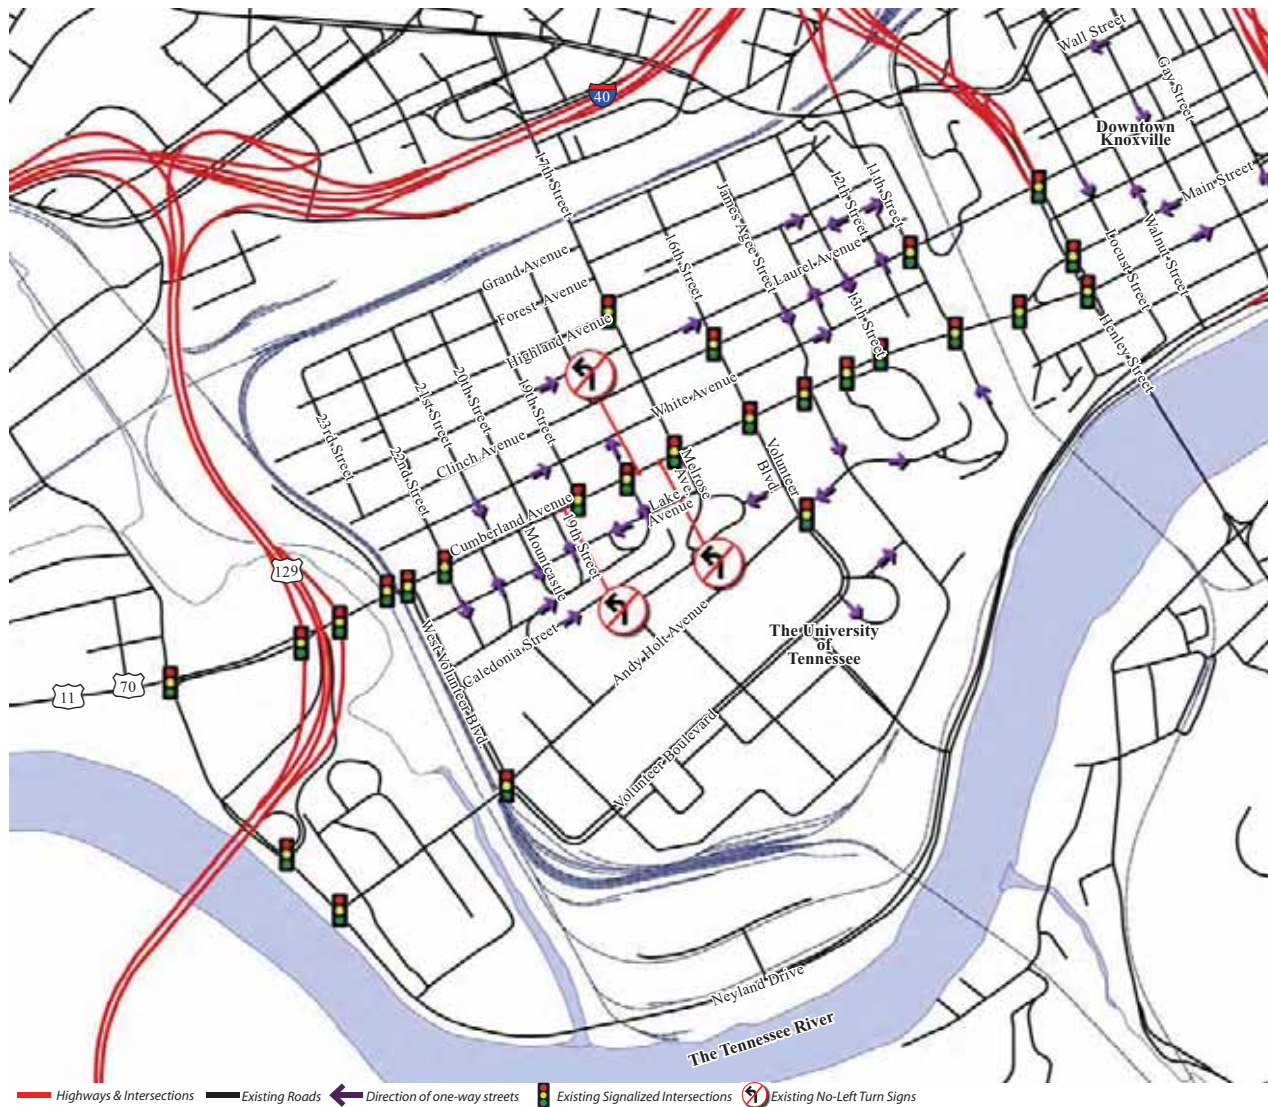 Wall Street
Gay Street
40
Downtown
Knoxville
17th Street
12th Street
11th Street
Main Street
James Agee Street
Walnut Street
16th Street
Locust Street
Grand Avenue
Laurel Avenue
Forest Avenue
13th Street
Highland Avenue
Henley Street
White Avenue
19th Street
20th Street
21st Street
23rd Street
22nd Street
Clinch Avenue
Melrose
Ave.
Volunteer
Blvd.
Lake
Avenue
Cumberland Avenue
19th Street
Mountcastle
129
The University
of
Tennessee
Andy Holt Avenue
West Volunteer Blvd.
Caledonia Street
70
11
Volunteer Boulevard
Neyland Drive
The Tennessee River
Highways & Intersections
Existing Roads
Direction of one-way streets
Existing Signalized Intersections
Existing No-Left Turn Signs